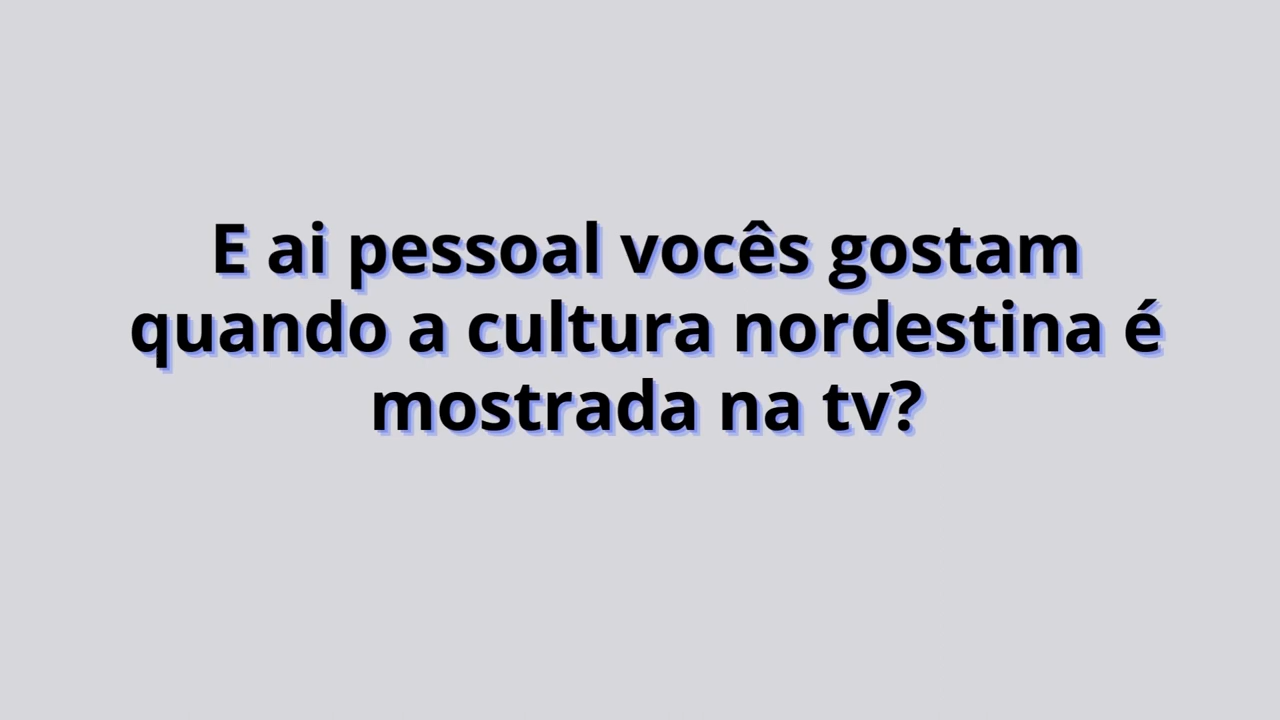 E ai pessoal vocês gostam
quando a cultura nordestina é
mostrada na tv?